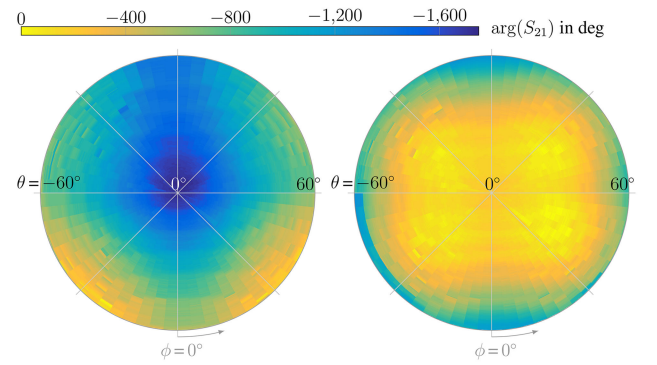 0 −400 −800 −1,200 −1,600 arg(S₂₁) in deg
θ = −60° 0° 60° θ = −60° 0° 60°
ϕ = 0° ϕ = 0°